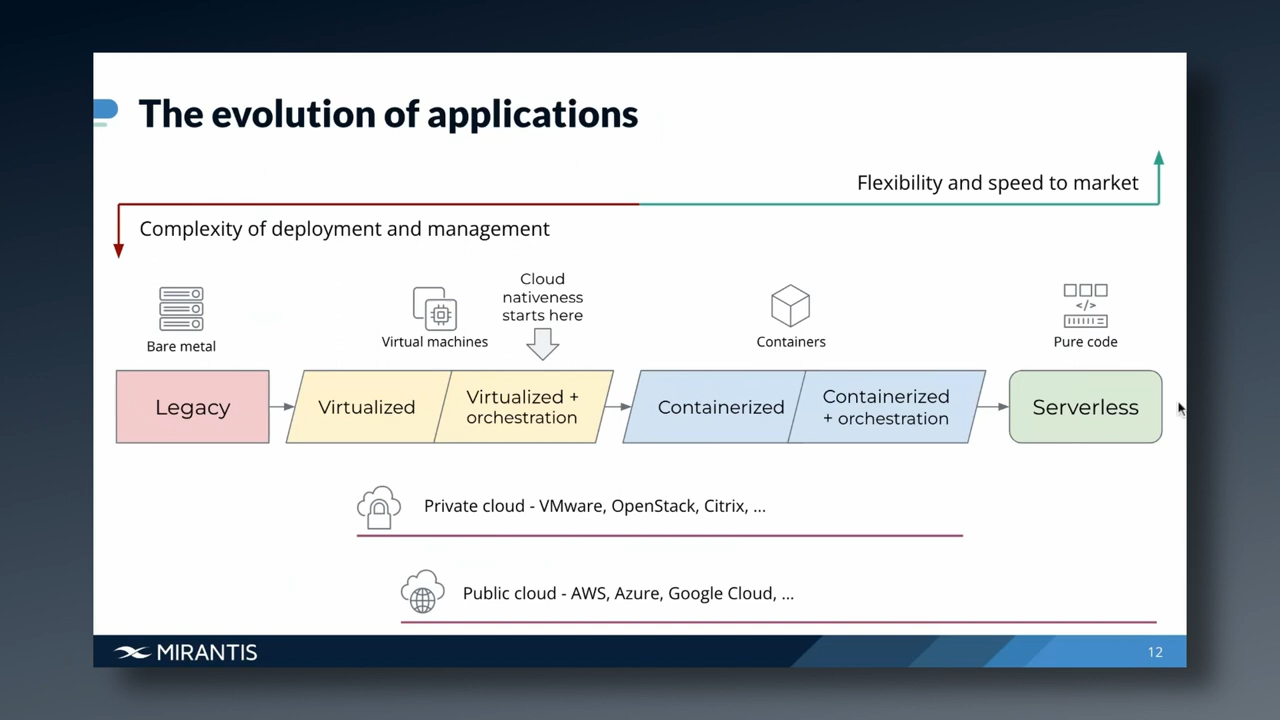 The evolution of applications
Flexibility and speed to market
Complexity of deployment and management
Cloud
nativeness
starts here
Bare metal
Virtual machines
Containers
</>
Pure code
Legacy
Virtualized
Virtualized +
orchestration
Containerized
Containerized
+ orchestration
Serverless
Private cloud - VMware, OpenStack, Citrix, ...
Public cloud - AWS, Azure, Google Cloud, ...
MIRANTIS
12